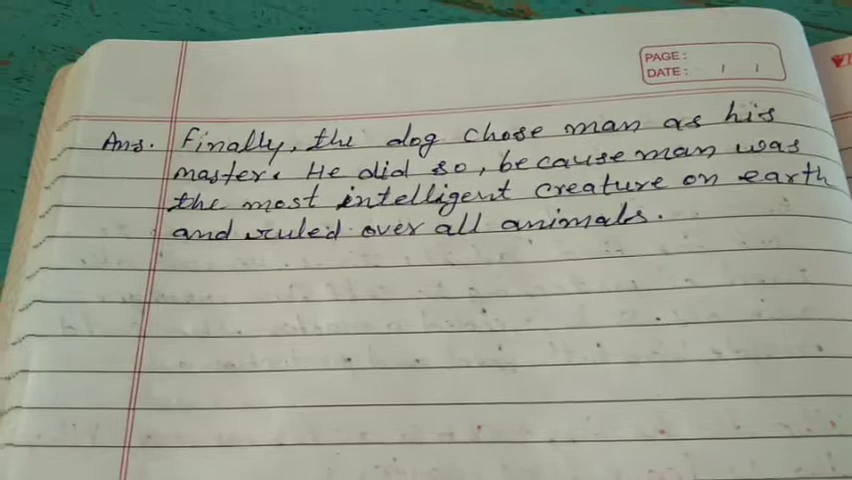 PAGE:
DATE: / /
Ans. Finally, the dog chose man as his
master. He did so, because man was
the most intelligent creature on earth
and ruled over all animals.